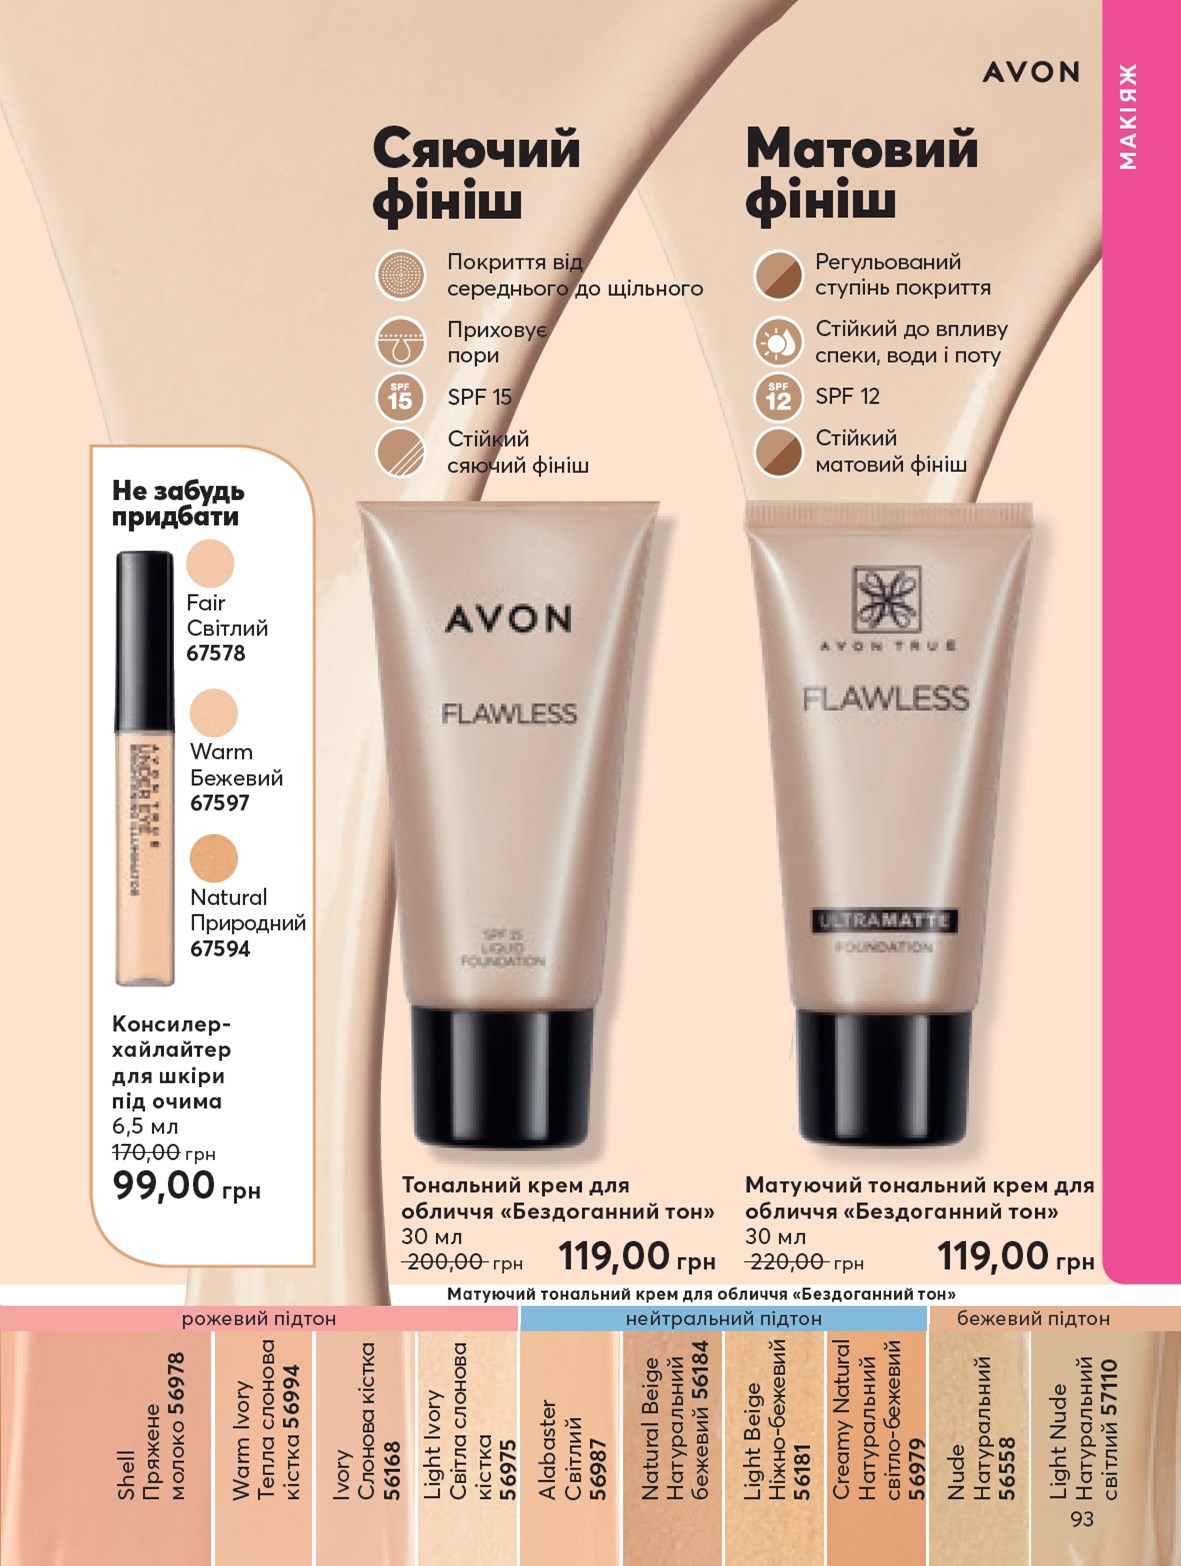 AVON
МАКІЯЖ
Сяючий
фініш
Покриття від
середнього до щільного
Приховує
пори
SPF
15
SPF 15
Стійкий
сяючий фініш
Матовий
фініш
Регульований
ступінь покриття
Стійкий до впливу
спеки, води і поту
SPF
12
SPF 12
Стійкий
матовий фініш
Не забудь
придбати
Fair
Світлий
67578
Warm
Бежевий
67597
Natural
Природний
67594
AVON TRUE
UNDER EYE
Консилер-
хайлайтер
для шкіри
під очима
6,5 мл
170,00 грн
99,00 грн
AVON
FLAWLESS
SPF 15
LIQUID
FOUNDATION
AVON TRUE
FLAWLESS
ULTRAMATTE
FOUNDATION
Тональний крем для
обличчя «Бездоганний тон»
30 мл
200,00 грн 119,00 грн
Матуючий тональний крем для
обличчя «Бездоганний тон»
30 мл
220,00 грн 119,00 грн
Матуючий тональний крем для обличчя «Бездоганний тон»
рожевий підтон
нейтральний підтон
бежевий підтон
Shell
Пряжене
молоко 56978
Warm Ivory
Тепла слонова
кістка 56994
Ivory
Слонова кістка
56168
Light Ivory
Світла слонова
кістка
56975
Alabaster
Світлий
56987
Natural Beige
Натуральний
бежевий 56184
Light Beige
Ніжно-бежевий
56181
Creamy Natural
Натуральний
світло-бежевий
56979
Nude
Натуральний
56558
Light Nude
Натуральний
світлий 57110
93